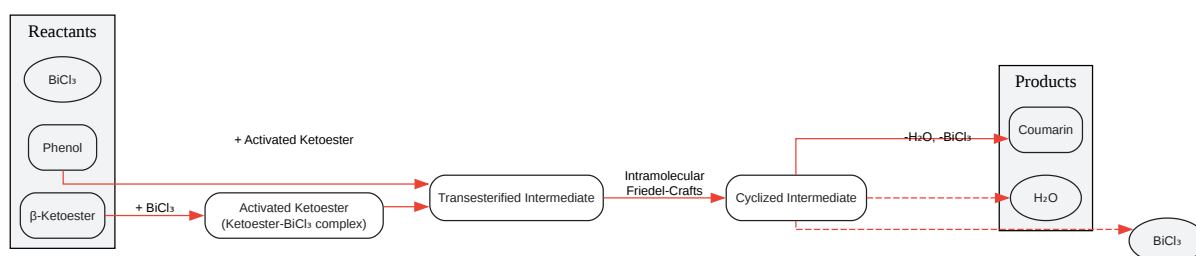 Reactants
BiCl₃
Phenol
β-Ketoester
+ BiCl₃
+ Activated Ketoester
Activated Ketoester
(Ketoester-BiCl₃ complex)
Transesterified Intermediate
Intramolecular
Friedel-Crafts
Cyclized Intermediate
-H₂O, -BiCl₃
Products
Coumarin
H₂O
BiCl₃